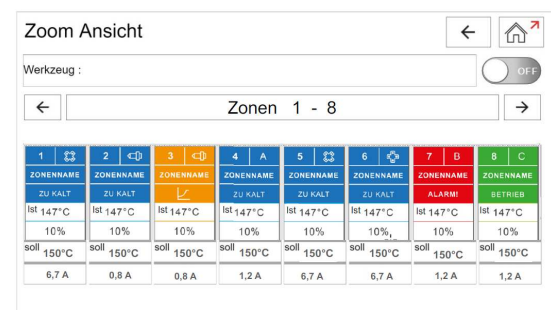 Zoom Ansicht
Werkzeug :
OFF
Zonen 1 - 8
1 2 3 4 A 5 6 7 B 8 C
ZONENNAME ZONENNAME ZONENNAME ZONENNAME ZONENNAME ZONENNAME ZONENNAME ZONENNAME
ZU KALT ZU KALT ZU KALT ZU KALT ZU KALT ALARM! BETRIEB
Ist 147°C Ist 147°C Ist 147°C Ist 147°C Ist 147°C Ist 147°C Ist 147°C Ist 147°C
10% 10% 10% 10% 10% 10% 10% 10%
soll 150°C soll 150°C soll 150°C soll 150°C soll 150°C soll 150°C soll 150°C soll 150°C
6,7 A 0,8 A 0,8 A 1,2 A 6,7 A 6,7 A 1,2 A 1,2 A